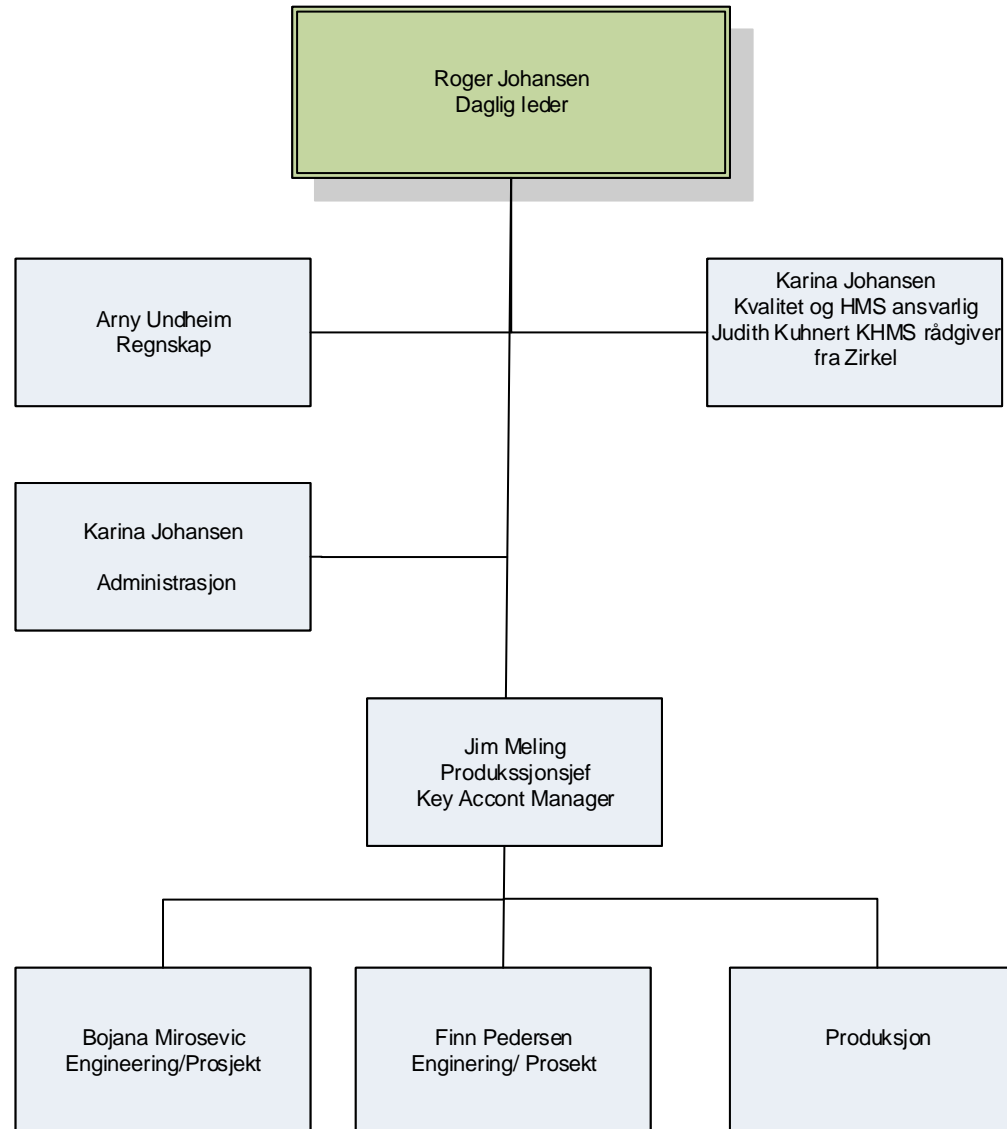 Roger Johansen
Daglig leder
Arny Undheim
Regnskap
Karina Johansen
Kvalitet og HMS ansvarlig
Judith Kuhnert KHMS rådgiver
fra Zirkel
Karina Johansen
Administrasjon
Jim Meling
Produkssjonsjef
Key Accont Manager
Bojana Mirosevic
Engineering/Prosjekt
Finn Pedersen
Enginering/ Prosekt
Produksjon